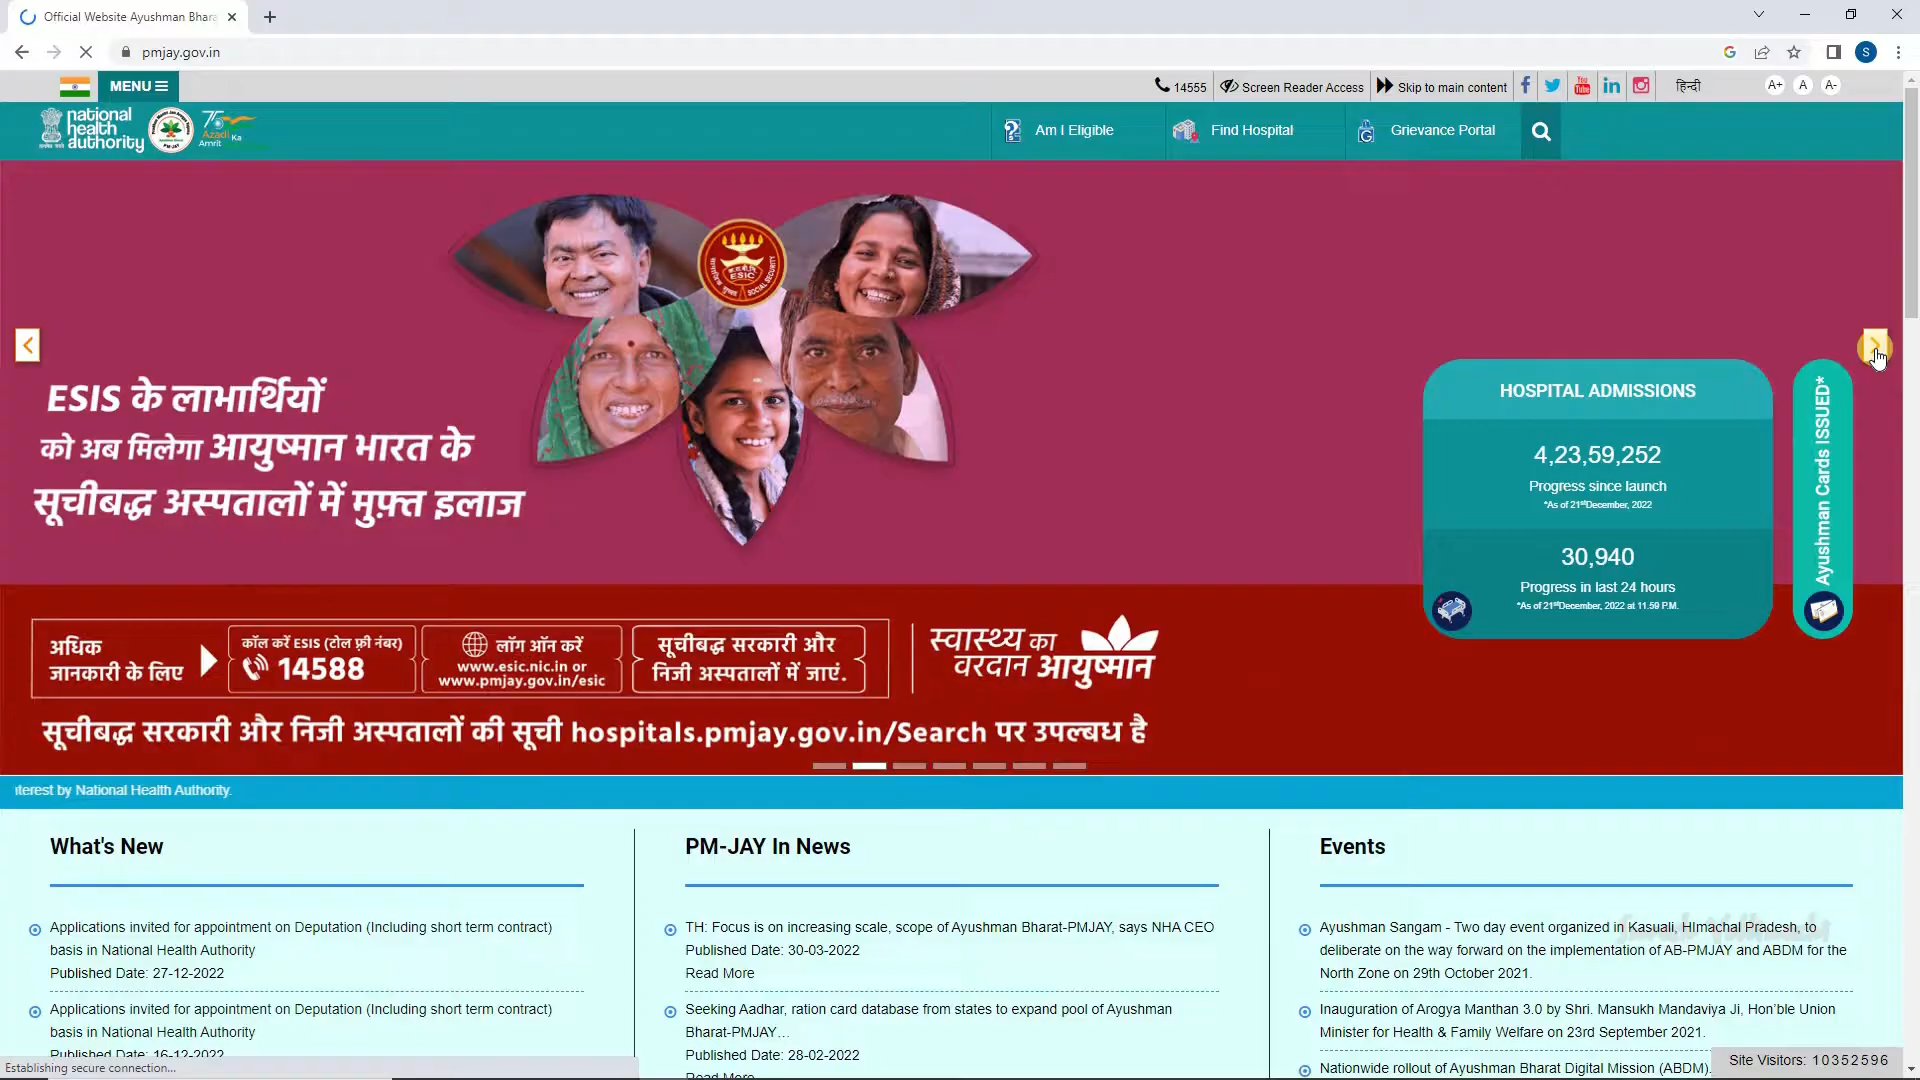 Official Website Ayushman Bhara
pmjay.gov.in
S
MENU
14555
Screen Reader Access
Skip to main content
You
Tube
हिन्दी
A+ A A-
national
health
authority
PM-JAY
75
Azadi Ka
Amrit
Am I Eligible
Find Hospital
Grievance Portal
ESIC
SOCIAL SECURITY
ESIS के लाभार्थियों
को अब मिलेगा आयुष्मान भारत के
सूचीबद्ध अस्पतालों में मुफ़्त इलाज
HOSPITAL ADMISSIONS
4,23,59,252
Progress since launch
*As of 21stDecember, 2022
30,940
Progress in last 24 hours
*As of 21stDecember, 2022 at 11.59 P.M.
Ayushman Cards ISSUED*
अधिक
जानकारी के लिए
कॉल करें ESIS (टोल फ़्री नंबर)
14588
लॉग ऑन करें
www.esic.nic.in or
www.pmjay.gov.in/esic
सूचीबद्ध सरकारी और
निजी अस्पतालों में जाएं.
स्वास्थ्य का
वरदान आयुष्मान
सूचीबद्ध सरकारी और निजी अस्पतालों की सूची hospitals.pmjay.gov.in/Search पर उपल्बध है
nterest by National Health Authority.
What's New
Applications invited for appointment on Deputation (Including short term contract)
basis in National Health Authority
Published Date: 27-12-2022
Applications invited for appointment on Deputation (Including short term contract)
basis in National Health Authority
Published Date: 16-12-2022
PM-JAY In News
TH: Focus is on increasing scale, scope of Ayushman Bharat-PMJAY, says NHA CEO
Published Date: 30-03-2022
Read More
Seeking Aadhar, ration card database from states to expand pool of Ayushman
Bharat-PMJAY…
Published Date: 28-02-2022
Read More
Events
Ayushman Sangam - Two day event organized in Kasuali, HImachal Pradesh, to
deliberate on the way forward on the implementation of AB-PMJAY and ABDM for the
North Zone on 29th October 2021.
Inauguration of Arogya Manthan 3.0 by Shri. Mansukh Mandaviya Ji, Hon’ble Union
Minister for Health & Family Welfare on 23rd September 2021.
Nationwide rollout of Ayushman Bharat Digital Mission (ABDM).
Site Visitors: 10352596
Establishing secure connection...